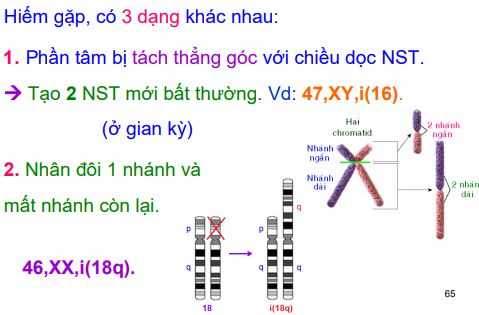 Hiếm gặp, có 3 dạng khác nhau:
1. Phần tâm bị tách thẳng góc với chiều dọc NST.
→ Tạo 2 NST mới bất thường. Vd: 47,XY,i(16).
(ở gian kỳ)
Hai
chromatid
Nhánh
ngắn
Nhánh
dài
2 nhánh
ngắn
2 nhán
dài
2. Nhân đôi 1 nhánh và
mất nhánh còn lại.
46,XX,i(18q).
p
q
18
q
p
q
q
i(18q)
65